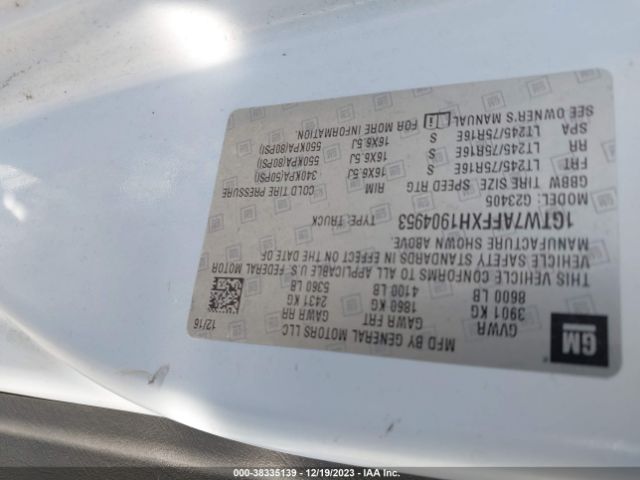 GM
MFD BY GENERAL MOTORS LLC 12/16
GVWR GAWR FRT GAWR RR
3901 KG 1860 KG 2431 KG
8600 LB 4100 LB 5360 LB
THIS VEHICLE CONFORMS TO ALL APPLICABLE U.S. FEDERAL MOTOR
VEHICLE SAFETY STANDARDS IN EFFECT ON THE DATE OF
MANUFACTURE SHOWN ABOVE.
1GTW7AFFXH1904953 TYPE: TRUCK
MODEL: G23405
GBBW TIRE SIZE SPEED RTG RIM COLD TIRE PRESSURE
FRT LT245/75R16E S 16X6.5J 340KPA(50PSI)
RR LT245/75R16E S 16X6.5J 550KPA(80PSI)
SPA LT245/75R16E S 16X6.5J 550KPA(80PSI)
SEE OWNER'S MANUAL FOR MORE INFORMATION.
000-38335139 - 12/19/2023 - IAA Inc.